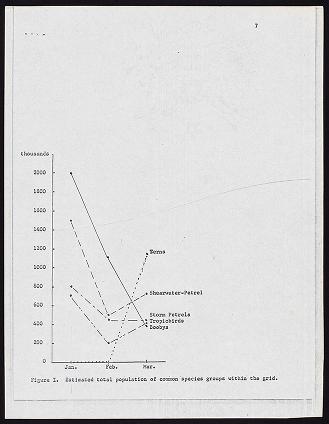 7
thousands
2000
1800
1600
1400
1200
1000
800
600
400
200
0
Terns
Shearwater-Petrel
Storm Petrels
Tropicbirds
Boobys
Jan. Feb. Mar.
Figure I. Estimated total population of common species groups within the grid.